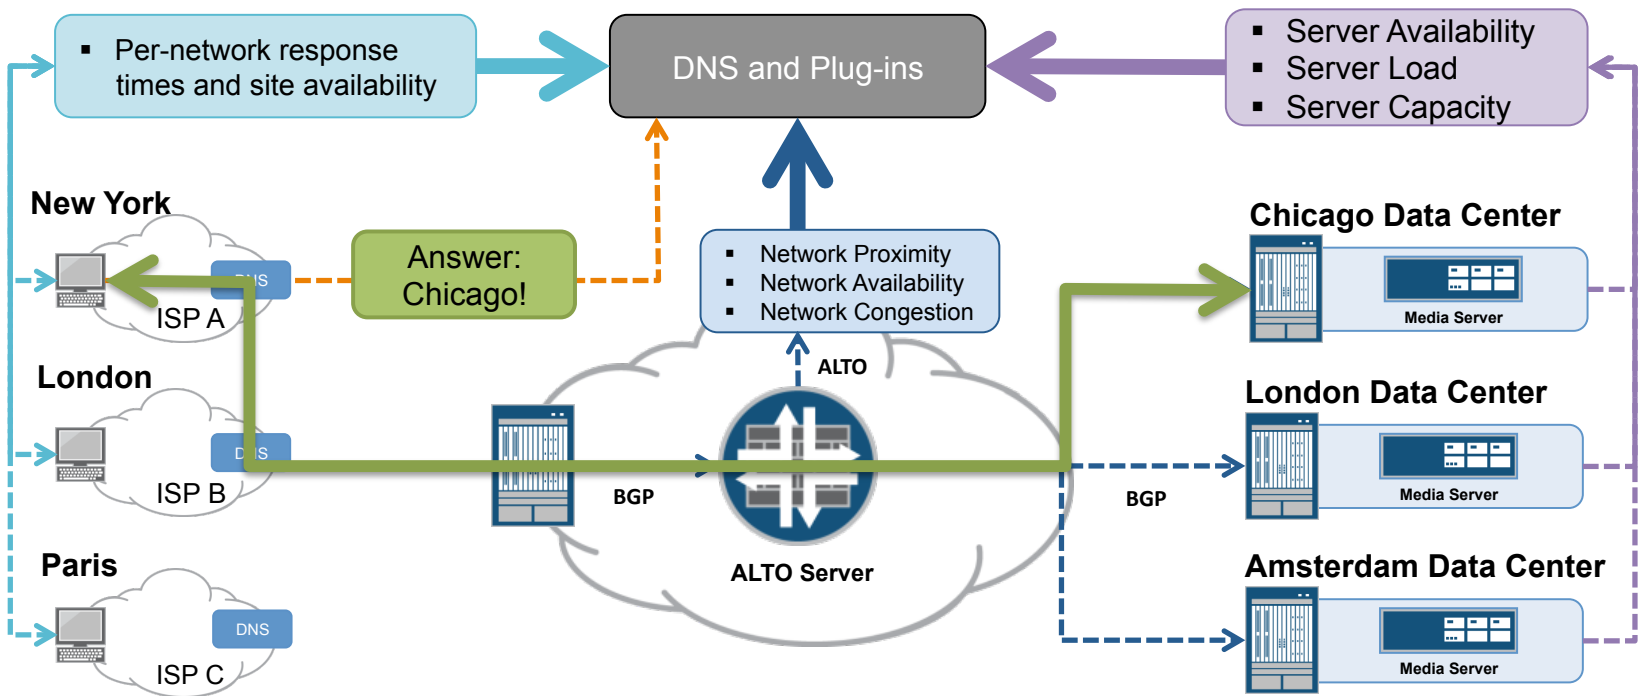 ▪ Per-network response
times and site availability
DNS and Plug-ins
▪ Server Availability
▪ Server Load
▪ Server Capacity
New York
DNS
ISP A
Answer:
Chicago!
▪ Network Proximity
▪ Network Availability
▪ Network Congestion
Chicago Data Center
Media Server
ALTO
London
DNS
ISP B
BGP
ALTO Server
BGP
London Data Center
Media Server
Paris
DNS
ISP C
Amsterdam Data Center
Media Server